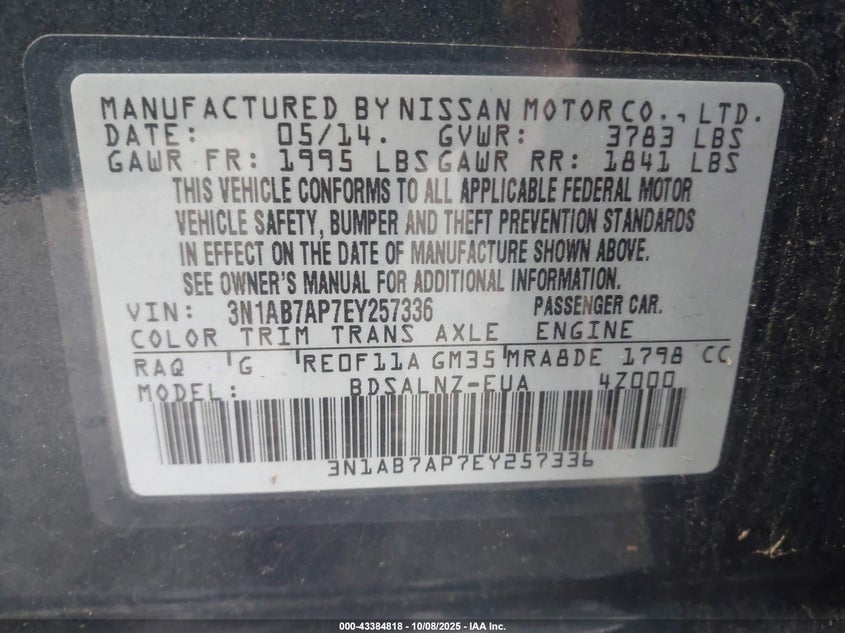 MANUFACTURED BY NISSAN MOTOR CO., LTD.
DATE: 05/14. GVWR: 3783 LBS
GAWR FR: 1995 LBS GAWR RR: 1841 LBS
THIS VEHICLE CONFORMS TO ALL APPLICABLE FEDERAL MOTOR
VEHICLE SAFETY, BUMPER AND THEFT PREVENTION STANDARDS
IN EFFECT ON THE DATE OF MANUFACTURE SHOWN ABOVE.
SEE OWNER'S MANUAL FOR ADDITIONAL INFORMATION.
VIN: 3N1AB7AP7EY257336 PASSENGER CAR.
COLOR TRIM TRANS AXLE ENGINE
RAQ G RE0F11A GM35 MRA8DE 1798 CC
MODEL: BDSALNZ-EUA 4Z000
3N1AB7AP7EY257336
000-43384818 - 10/08/2025 - IAA Inc.